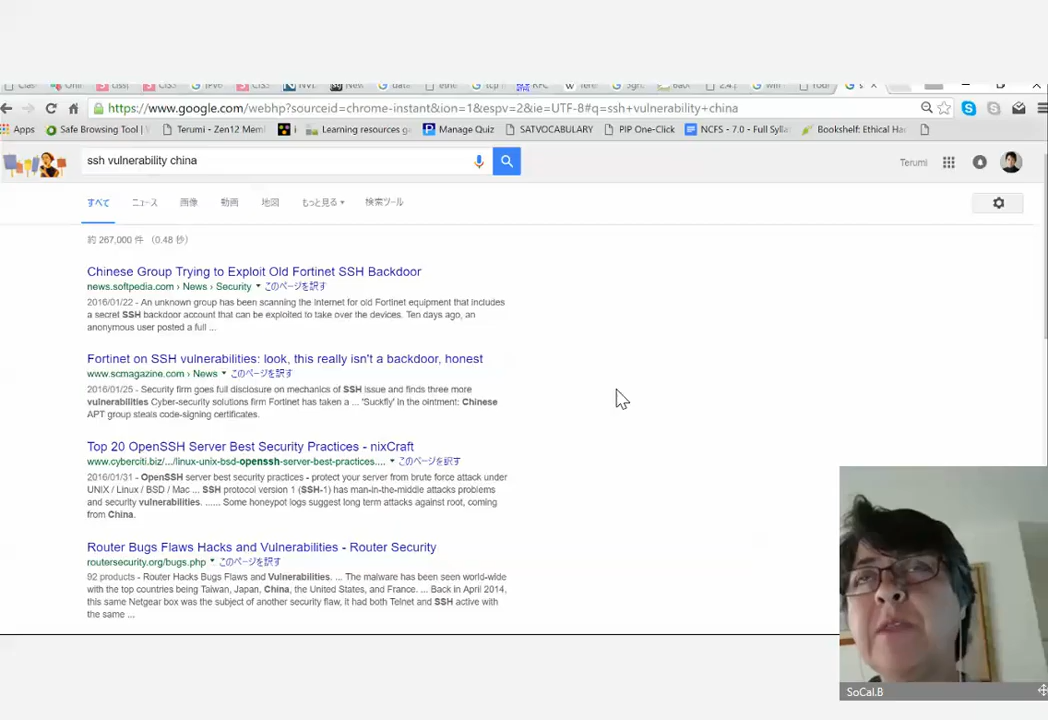 https://www.google.com/webhp?sourceid=chrome-instant&ion=1&espv=2&ie=UTF-8#q=ssh+vulnerability+china
Apps Safe Browsing Tool | Terumi - Zen12 Mem Learning resources Manage Quiz SATVOCABULARY PIP One-Click NCFS - 7.0 - Full Sylla Bookshelf: Ethical Ha
ssh vulnerability china
Terumi
すべて ニュース 画像 動画 地図 もっと見る 検索ツール
約 267,000 件 （0.48 秒）
Chinese Group Trying to Exploit Old Fortinet SSH Backdoor
news.softpedia.com › News › Security このページを訳す
2016/01/22 - An unknown group has been scanning the Internet for old Fortinet equipment that includes
a secret SSH backdoor account that can be exploited to take over the devices. Ten days ago, an
anonymous user posted a full ...
Fortinet on SSH vulnerabilities: look, this really isn't a backdoor, honest
www.scmagazine.com › News このページを訳す
2016/01/25 - Security firm goes full disclosure on mechanics of SSH issue and finds three more
vulnerabilities Cyber-security solutions firm Fortinet has taken a ... 'Suckfly' in the ointment: Chinese
APT group steals code-signing certificates.
Top 20 OpenSSH Server Best Security Practices - nixCraft
www.cyberciti.biz/.../linux-unix-bsd-openssh-server-best-practices.... このページを訳す
2016/01/31 - OpenSSH server best security practices - protect your server from brute force attack under
UNIX / Linux / BSD / Mac ... SSH protocol version 1 (SSH-1) has man-in-the-middle attacks problems
and security vulnerabilities. ...... Some honeypot logs suggest long term attacks against root, coming
from China.
Router Bugs Flaws Hacks and Vulnerabilities - Router Security
routersecurity.org/bugs.php このページを訳す
92 products - Router Hacks Bugs Flaws and Vulnerabilities. ... The malware has been seen world-wide
with the top countries being Taiwan, Japan, China, the United States, and France. ... Back in April 2014,
this same Netgear box was the subject of another security flaw, it had both Telnet and SSH active with
the same ...
SoCal.B